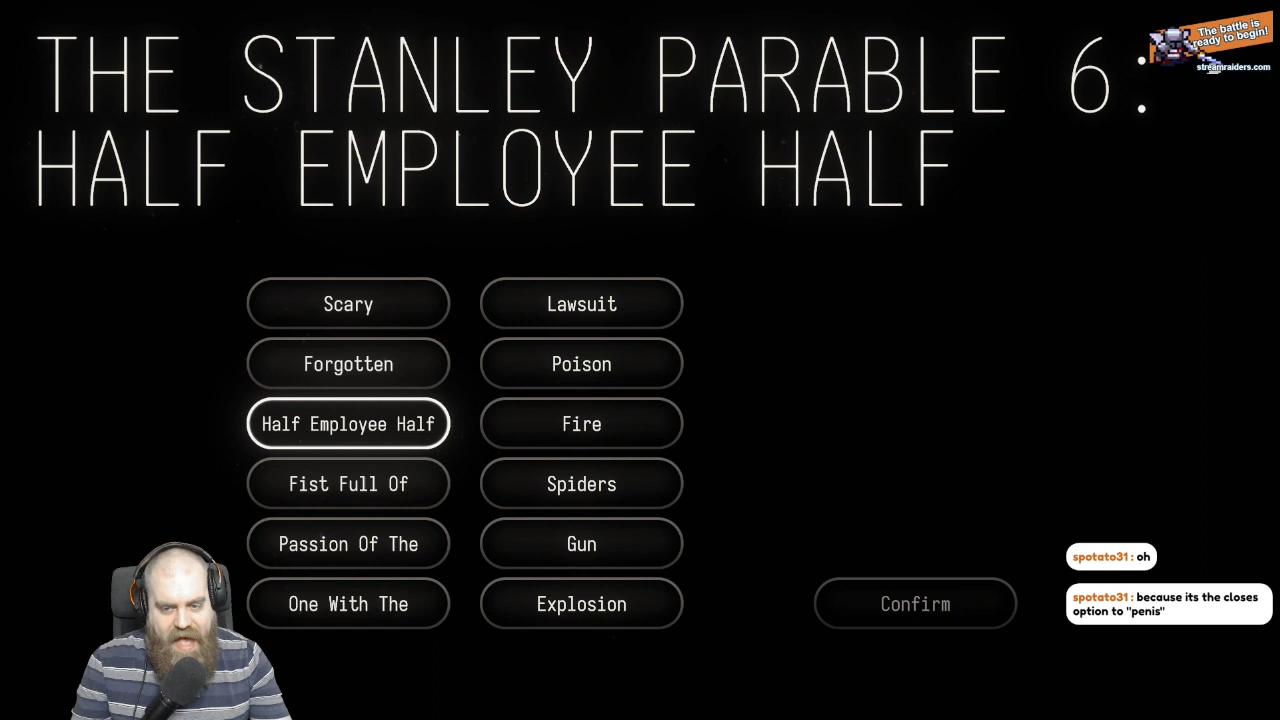 THE STANLEY PARABLE 6:
HALF EMPLOYEE HALF
The battle is
ready to begin!
streamraiders.com
Scary
Lawsuit
Forgotten
Poison
Half Employee Half
Fire
Fist Full Of
Spiders
Passion Of The
Gun
One With The
Explosion
Confirm
spotato31 : oh
spotato31 : because its the closes
option to "penis"